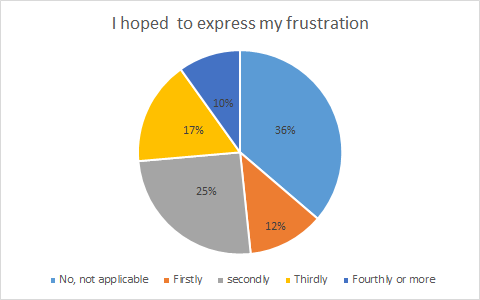 I hoped  to express my frustration
10%
36%
17%
25%
12%
No, not applicable Firstly secondly Thirdly Fourthly or more